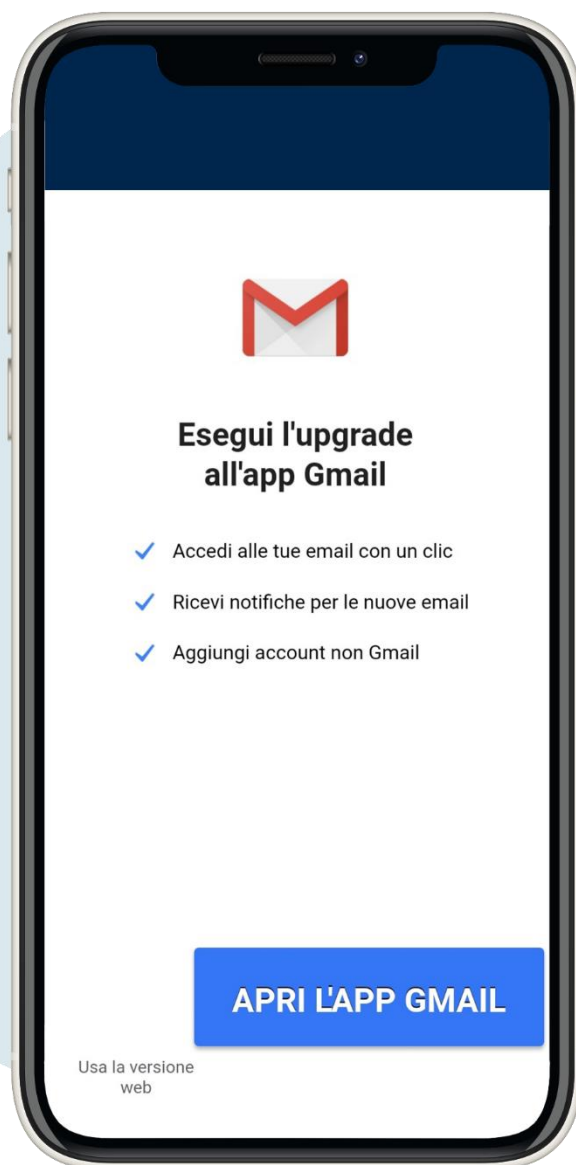 Esegui l'upgrade
all'app Gmail
Accedi alle tue email con un clic
Ricevi notifiche per le nuove email
Aggiungi account non Gmail
APRI L'APP GMAIL
Usa la versione
web